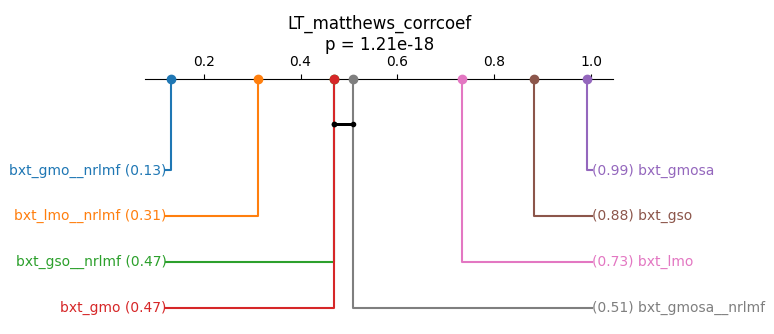 LT_matthews_corrcoef
p = 1.21e-18
0.2 0.4 0.6 0.8 1.0
bxt_gmo__nrlmf (0.13)
(0.99) bxt_gmosa
bxt_lmo__nrlmf (0.31)
(0.88) bxt_gso
bxt_gso__nrlmf (0.47)
(0.73) bxt_lmo
bxt_gmo (0.47)
(0.51) bxt_gmosa__nrlmf